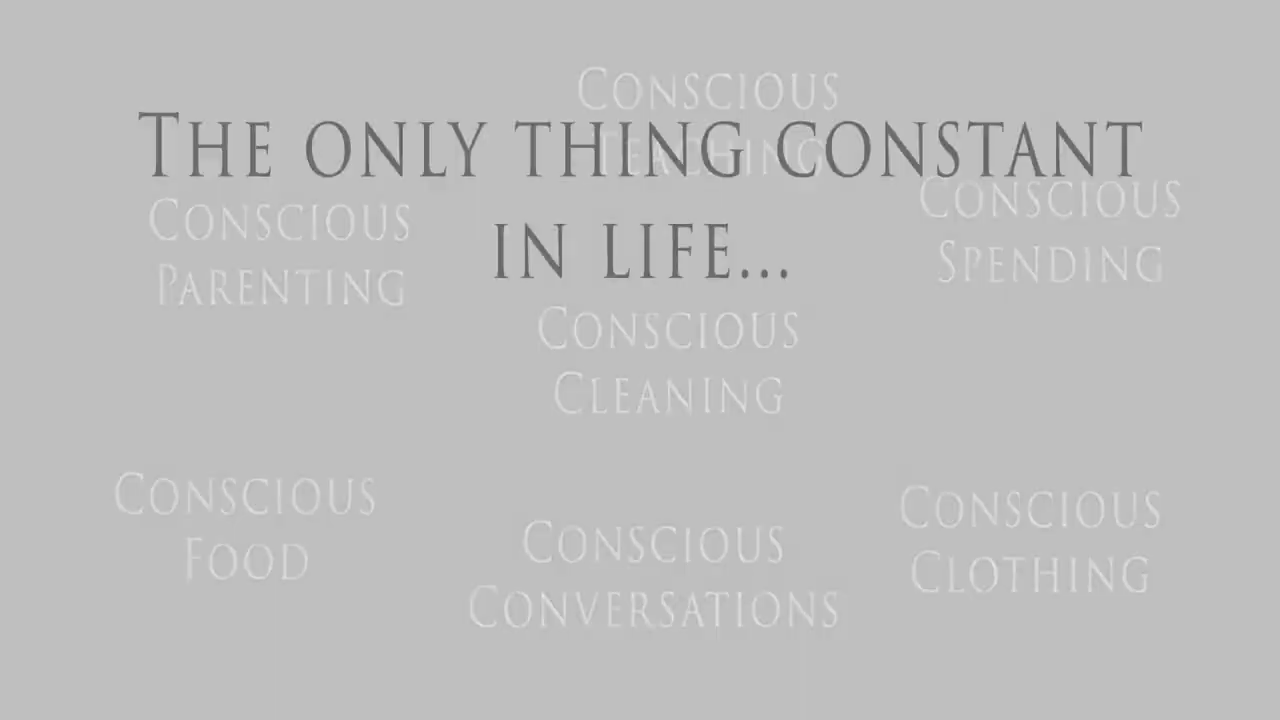 The only thing constant
in life...
Conscious
Teaching
Conscious
Parenting
Conscious
Spending
Conscious
Cleaning
Conscious
Food
Conscious
Conversations
Conscious
Clothing